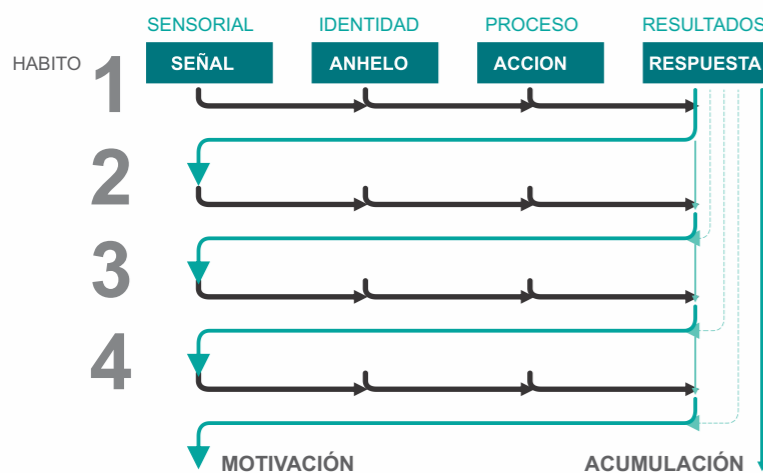 SENSORIAL IDENTIDAD PROCESO RESULTADOS
HABITO 1 SEÑAL ANHELO ACCION RESPUESTA
2
3
4
MOTIVACIÓN ACUMULACIÓN